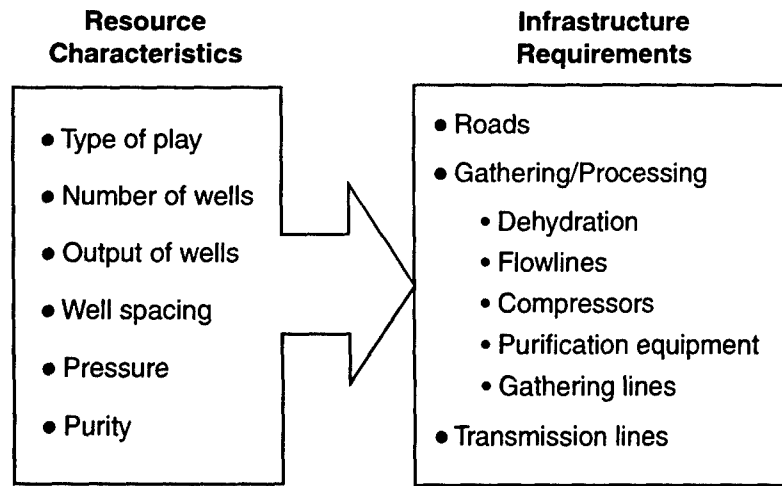 Resource
Characteristics
● Type of play
● Number of wells
● Output of wells
● Well spacing
● Pressure
● Purity
Infrastructure
Requirements
● Roads
● Gathering/Processing
• Dehydration
• Flowlines
• Compressors
• Purification equipment
• Gathering lines
● Transmission lines